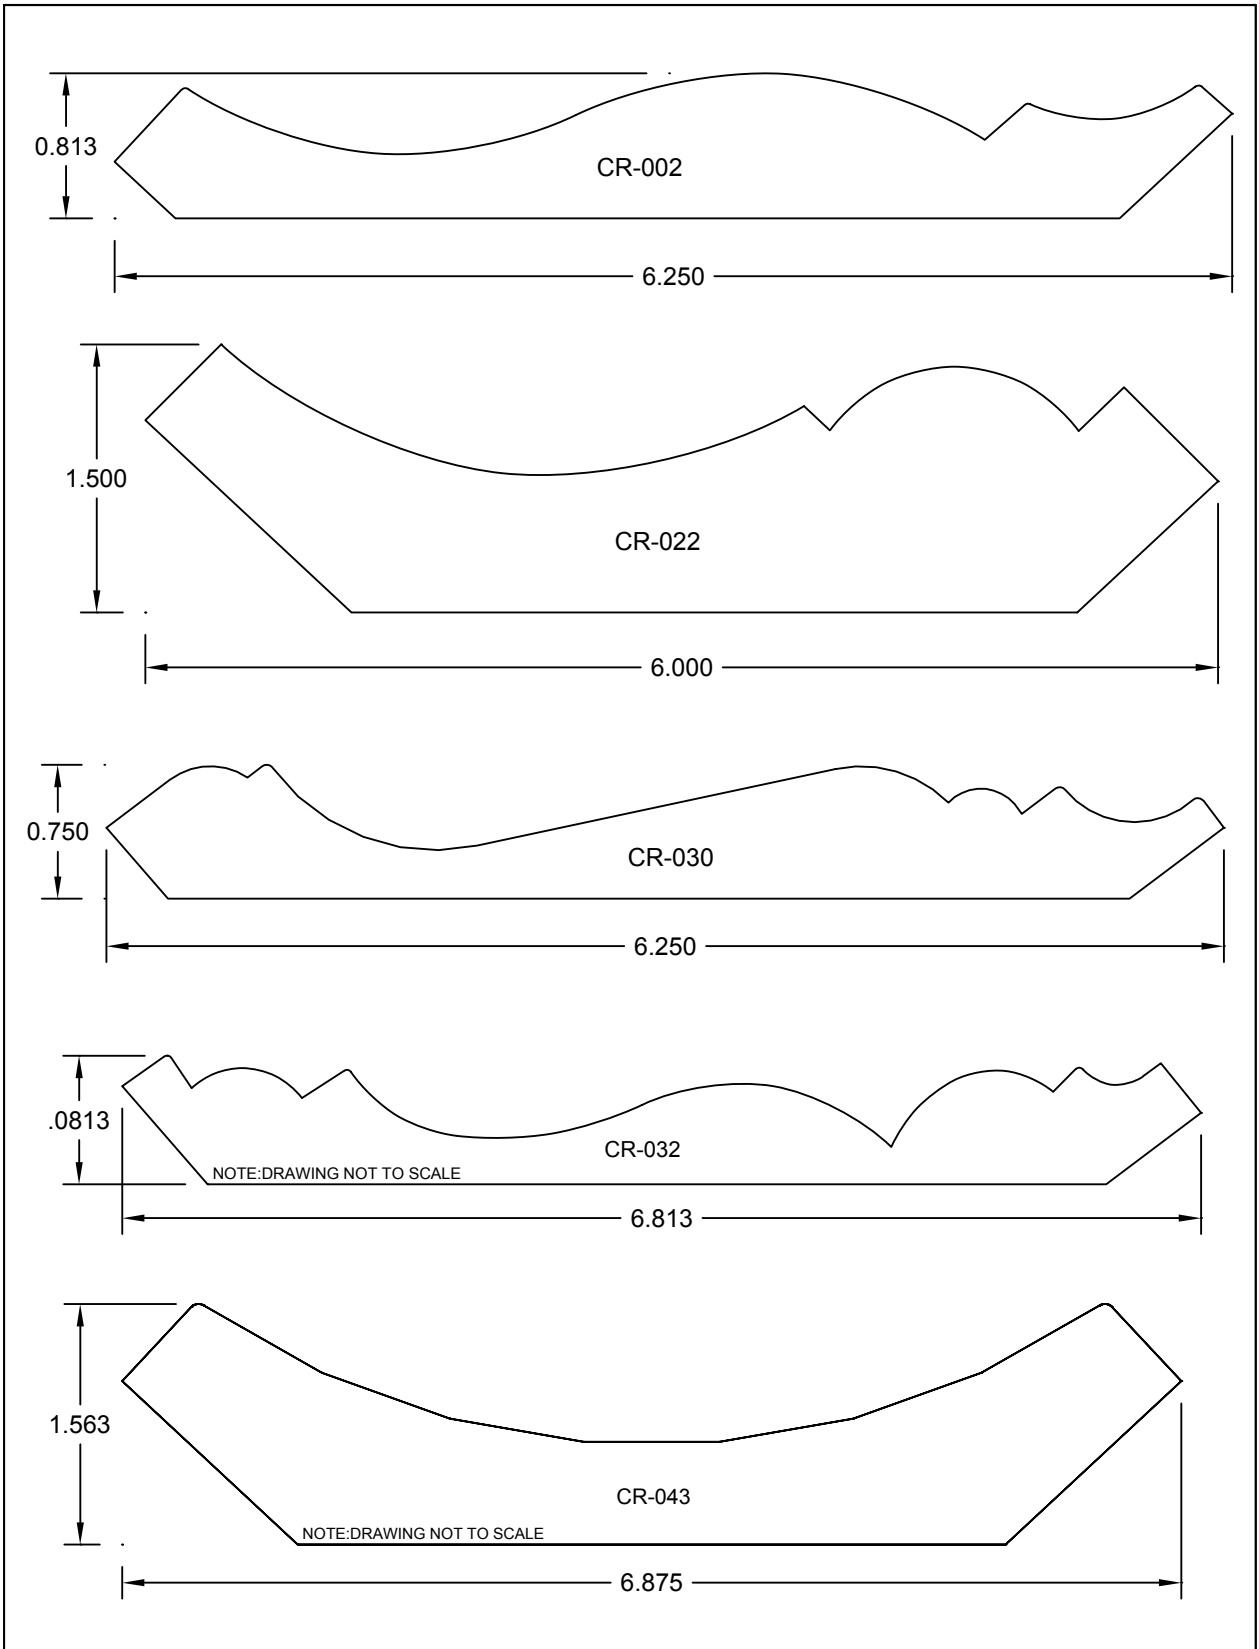 0.813
CR-002
6.250
1.500
CR-022
6.000
0.750
CR-030
6.250
.0813
CR-032
NOTE:DRAWING NOT TO SCALE
6.813
1.563
CR-043
NOTE:DRAWING NOT TO SCALE
6.875